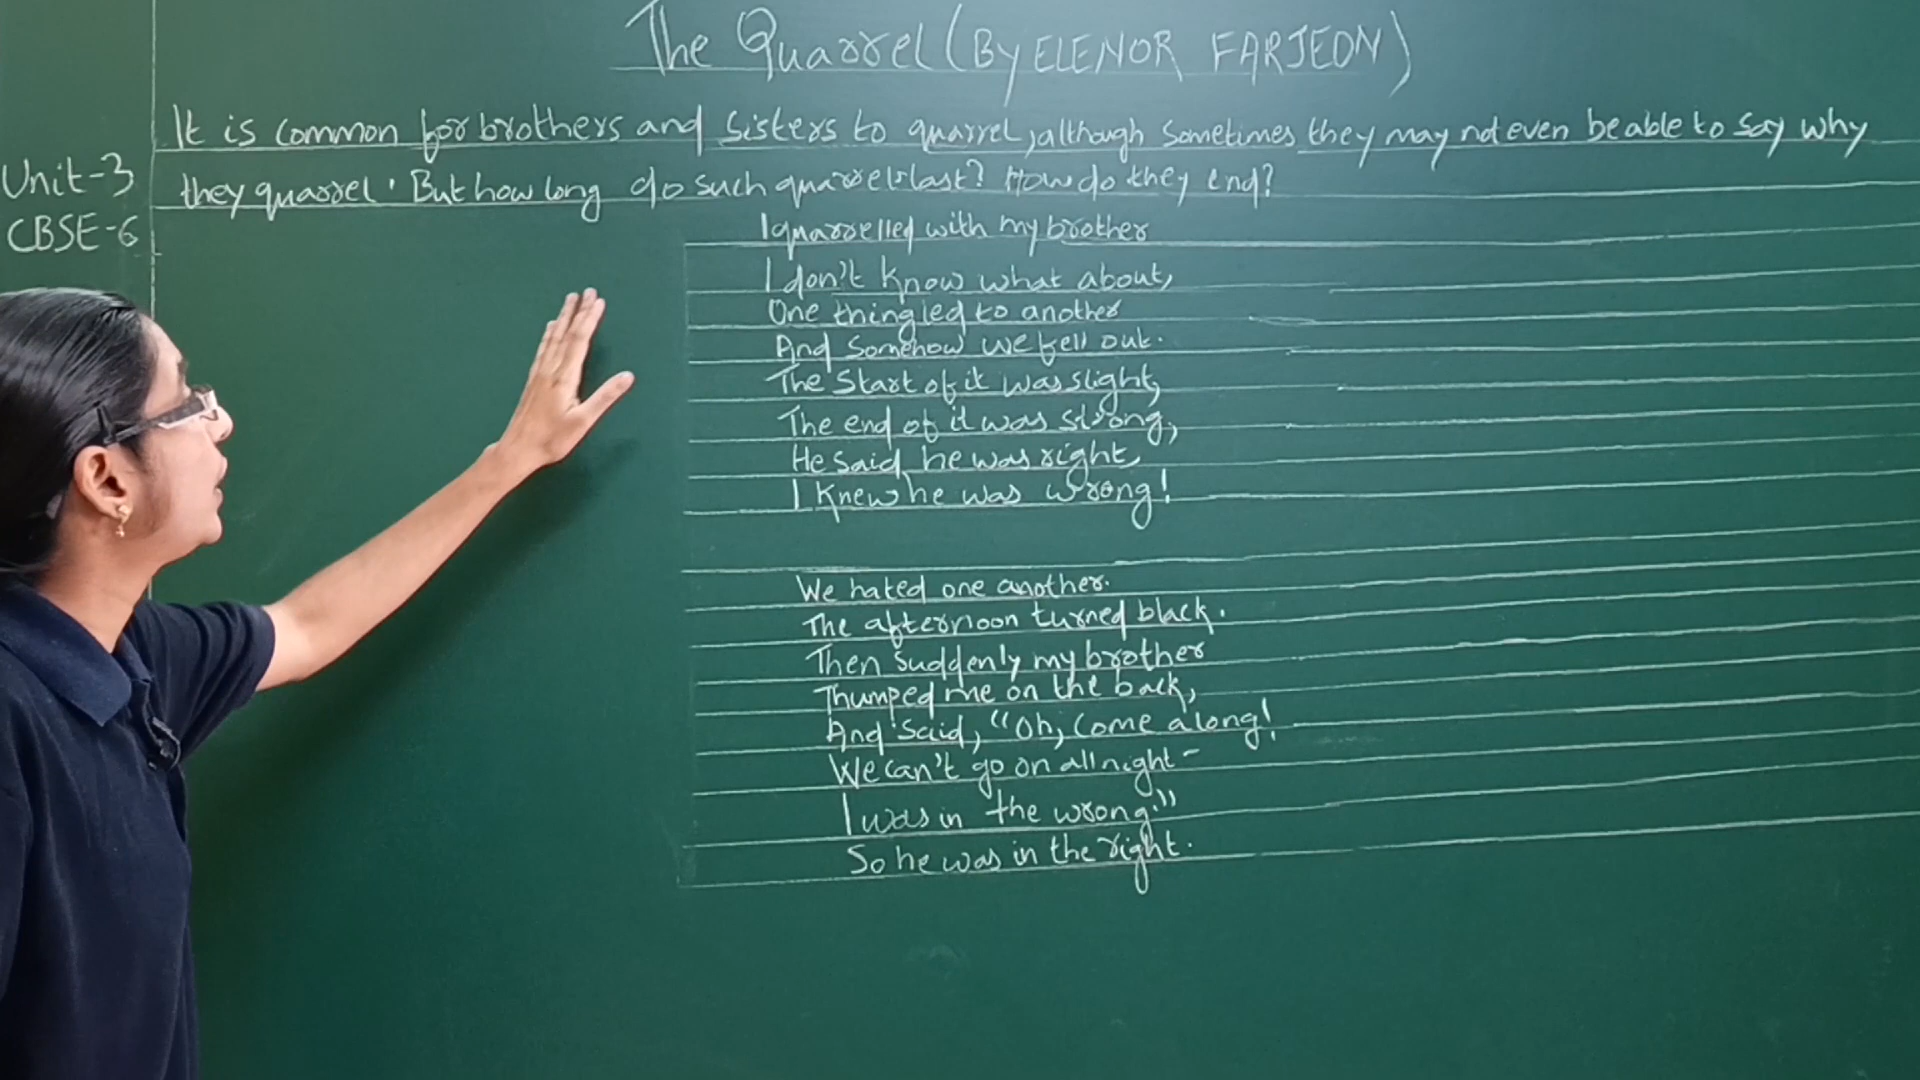 The Quarrel (By ELENOR FARJEON)
It is common for brothers and sisters to quarrel, although sometimes they may not even be able to say why
they quarrel. But how long do such quarrels last? How do they end?
Unit-3
CBSE-6
I quarrelled with my brother
I don't know what about,
One thing led to another
And somehow we fell out.
The Start of it was slight,
The end of it was strong,
He said he was right,
I knew he was wrong!
We hated one another.
The afternoon turned black.
Then suddenly my brother
Thumped me on the back,
And said, "Oh, come along!
We can't go on all night-
I was in the wrong."
So he was in the right.